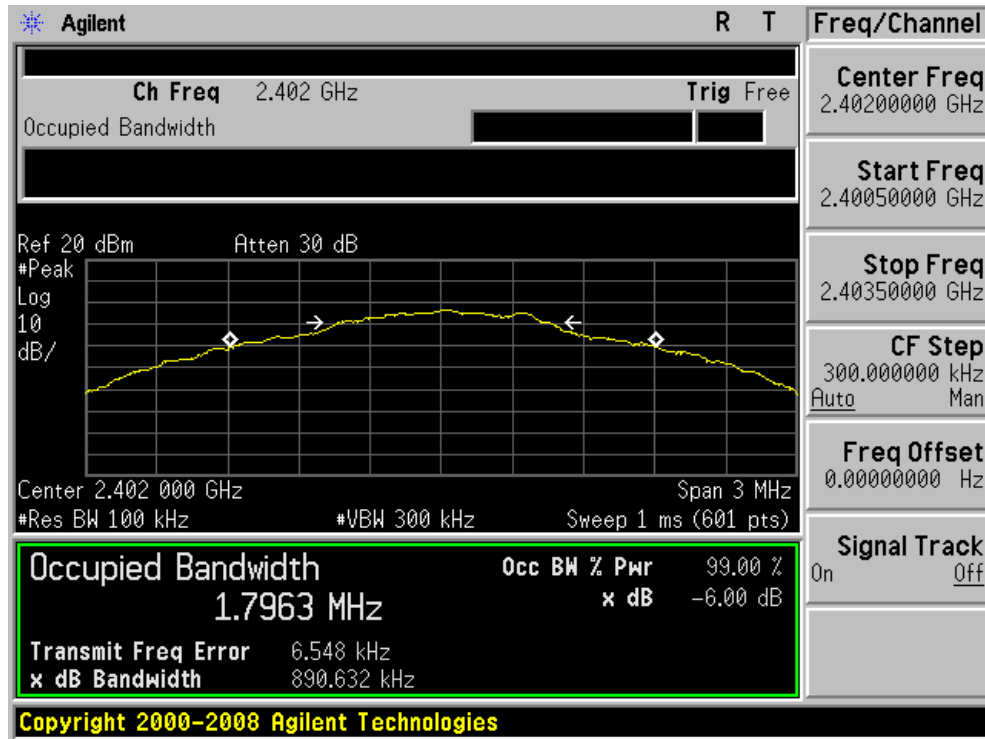 Agilent R T
Freq/Channel
Ch Freq 2.402 GHz Trig Free
Occupied Bandwidth
Center Freq
2.40200000 GHz
Start Freq
2.40050000 GHz
Stop Freq
2.40350000 GHz
CF Step
300.000000 kHz
Auto Man
Freq Offset
0.00000000 Hz
Signal Track
On Off
Ref 20 dBm Atten 30 dB
#Peak
Log
10
dB/
Center 2.402 000 GHz Span 3 MHz
#Res BW 100 kHz #VBW 300 kHz Sweep 1 ms (601 pts)
Occupied Bandwidth
1.7963 MHz
Occ BW % Pwr 99.00 %
x dB -6.00 dB
Transmit Freq Error 6.548 kHz
x dB Bandwidth 890.632 kHz
Copyright 2000-2008 Agilent Technologies